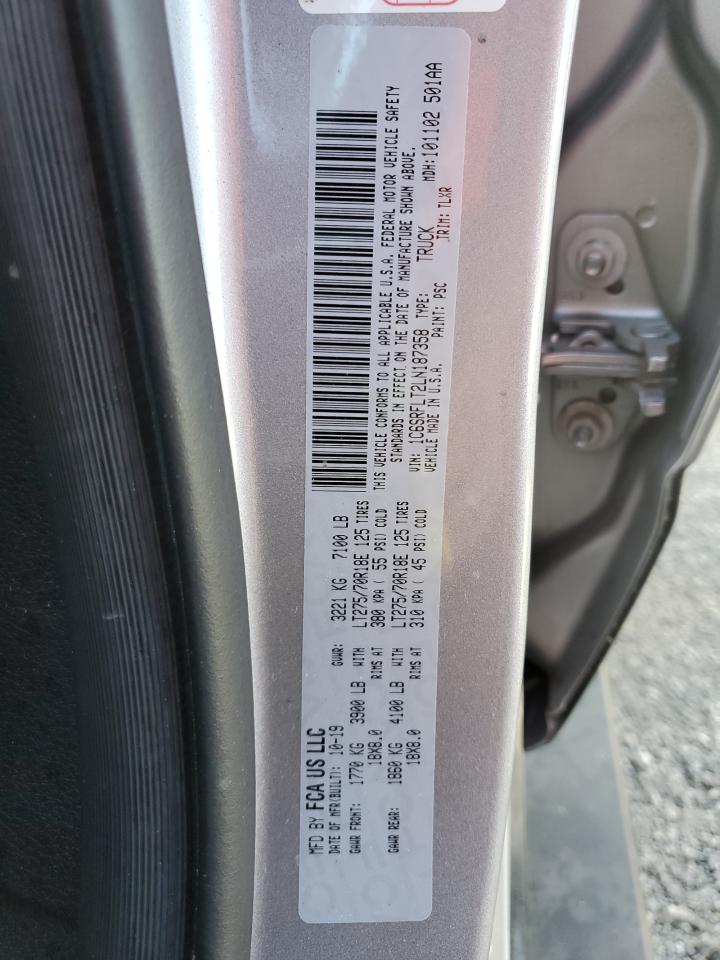 MFD BY FCA US LLC
DATE OF MFR(BUILT): 10-19 GVWR: 3221 KG 7100 LB
GAWR FRONT: 1770 KG 3900 LB WITH LT275/70R18E 125 TIRES
18X8.0 RIMS AT 380 KPA ( 55 PSI) COLD
GAWR REAR: 1860 KG 4100 LB WITH LT275/70R18E 125 TIRES
18X8.0 RIMS AT 310 KPA ( 45 PSI) COLD
THIS VEHICLE CONFORMS TO ALL APPLICABLE U.S.A. FEDERAL MOTOR VEHICLE SAFETY
STANDARDS IN EFFECT ON THE DATE OF MANUFACTURE SHOWN ABOVE.
VIN: 1C6SRFLT2LN187358 TYPE: TRUCK MDH:101102 501AA
VEHICLE MADE IN U.S.A. PAINT: PSC TRIM: TLXR